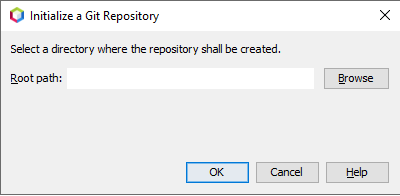 Initialize a Git Repository
Select a directory where the repository shall be created.
Root path:
Browse
OK
Cancel
Help